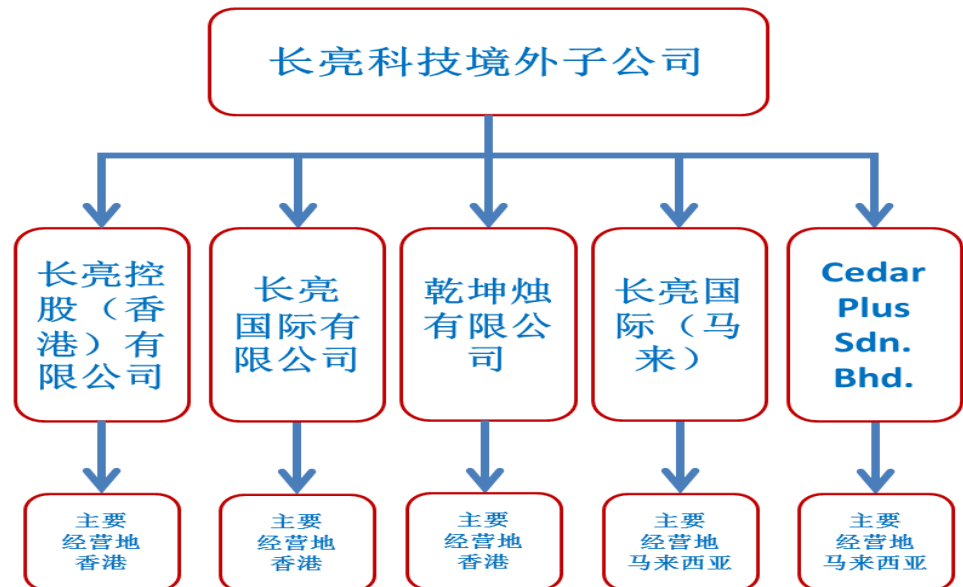 长亮科技境外子公司
长亮控
股（香
港）有
限公司
长亮
国际有
限公司
乾坤烛
有限公
司
长亮国
际（马
来）
Cedar
Plus
Sdn.
Bhd.
主要
经营地
香港
主要
经营地
香港
主要
经营地
香港
主要
经营地
马来西亚
主要
经营地
马来西亚